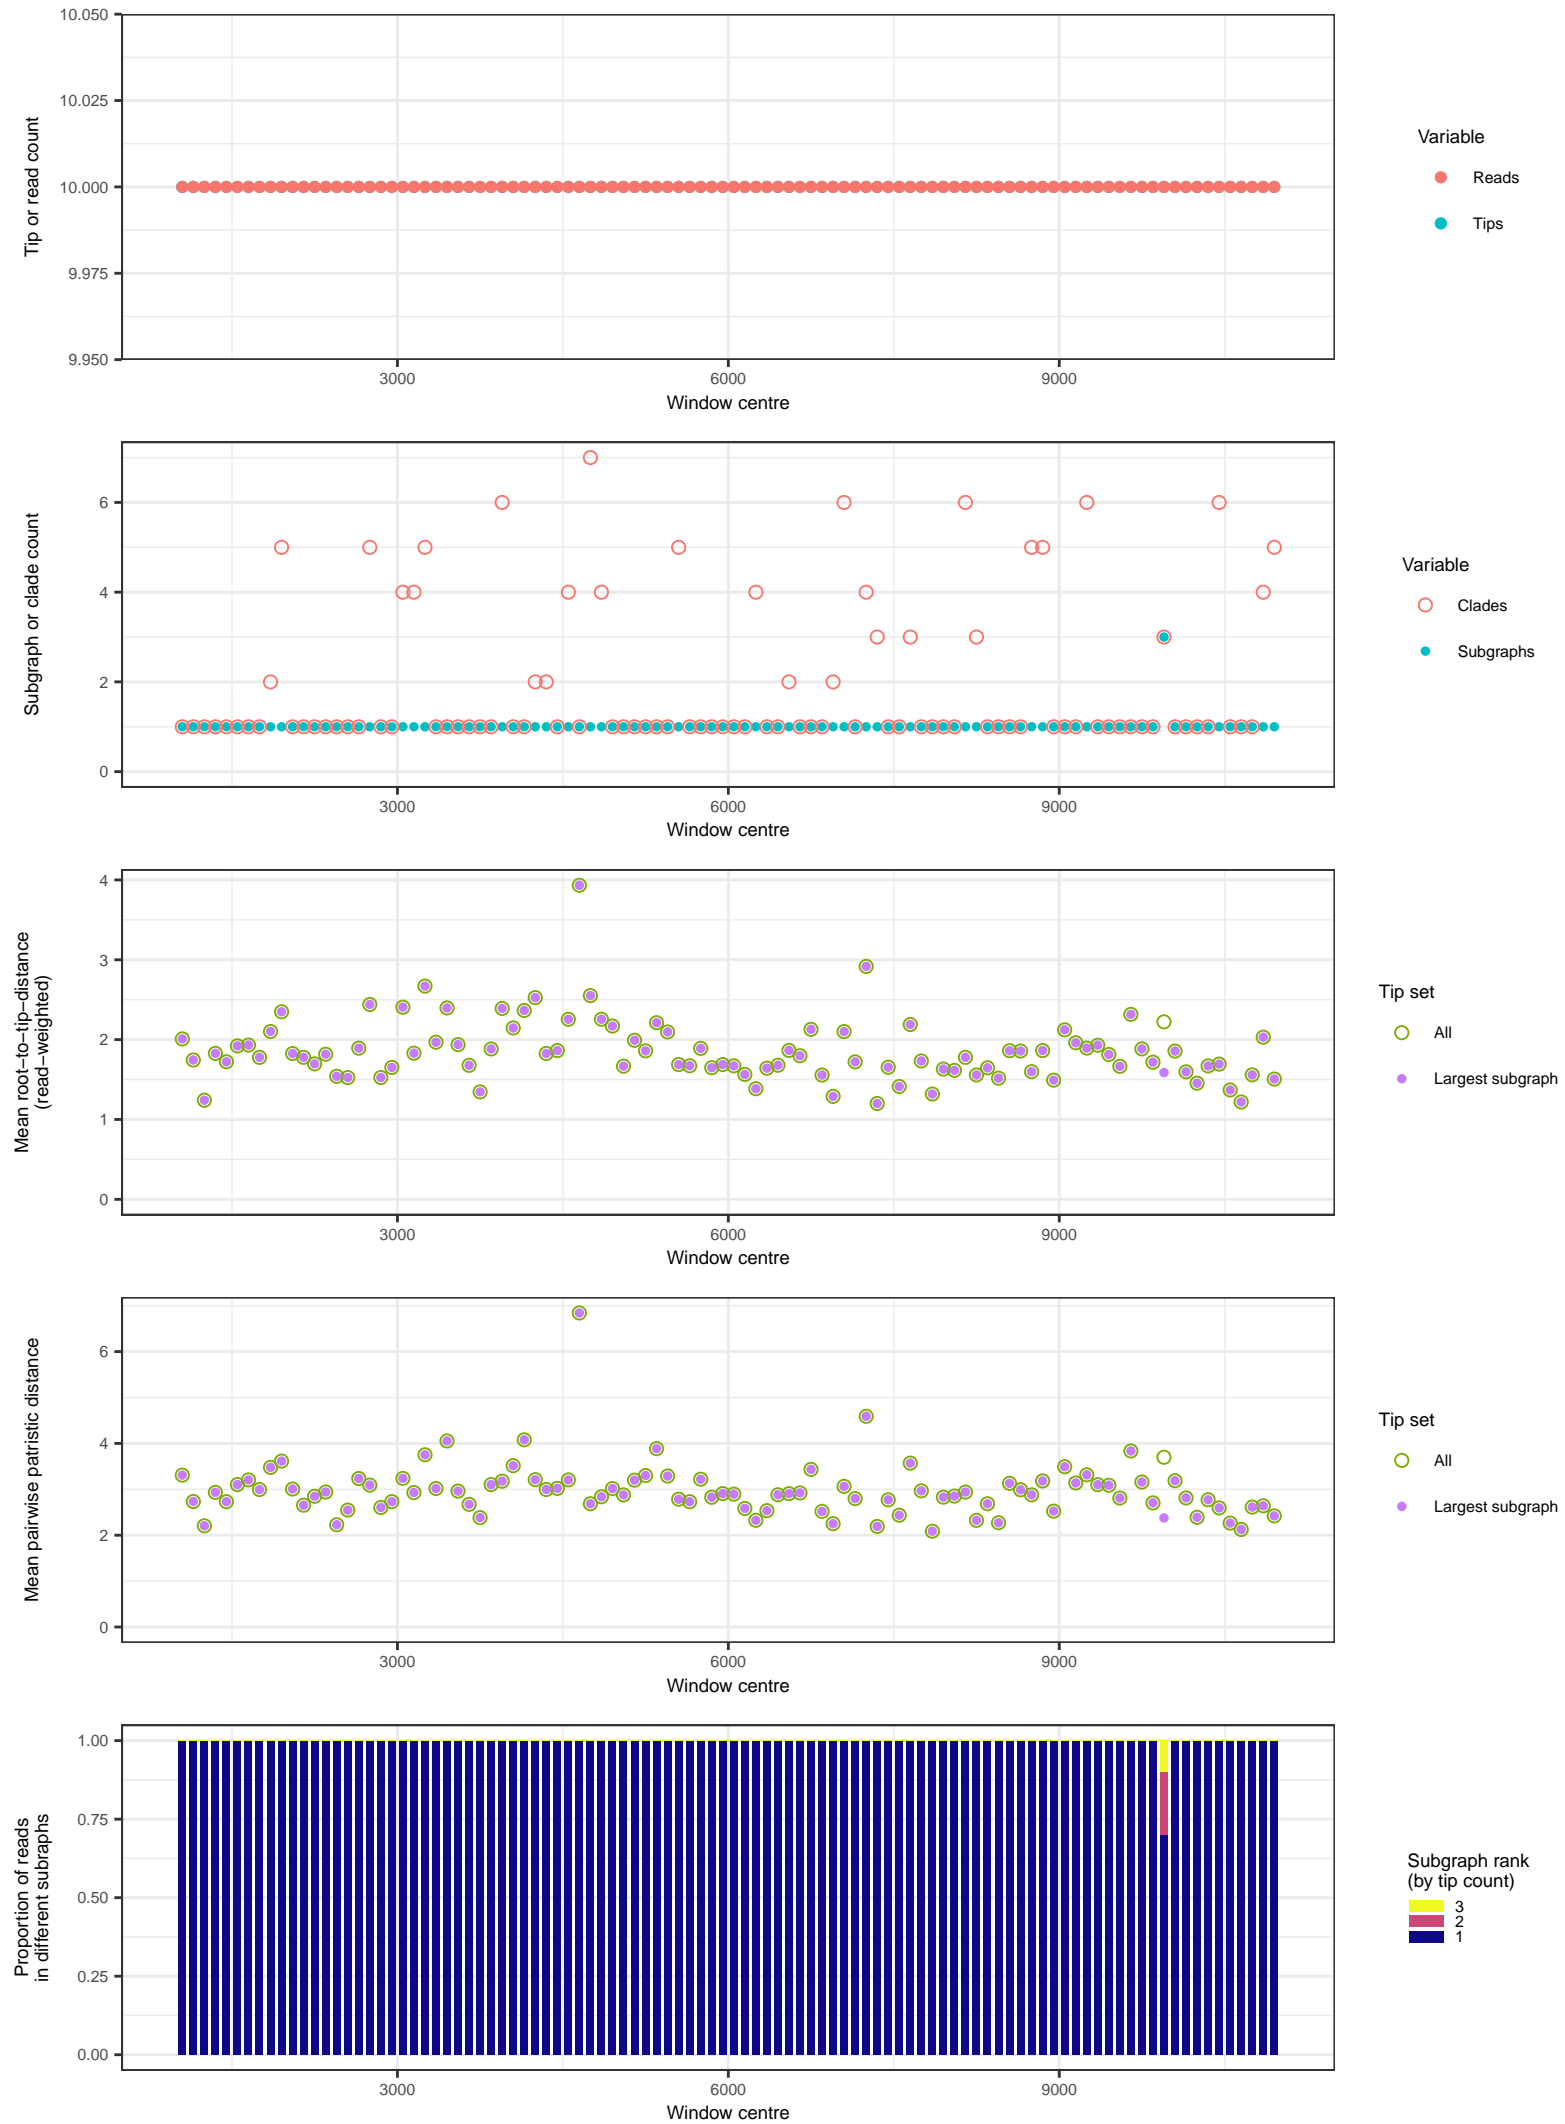 10.050
10.025
10.000
9.975
9.950
Tip or read count
3000
6000
9000
Window centre
Variable
Reads
Tips
6
4
2
0
Subgraph or clade count
3000
6000
9000
Window centre
Variable
Clades
Subgraphs
4
3
2
1
0
Mean root−to−tip−distance
(read−weighted)
3000
6000
9000
Window centre
Tip set
All
Largest subgraph
6
4
2
0
Mean pairwise patristic distance
3000
6000
9000
Window centre
Tip set
All
Largest subgraph
1.00
0.75
0.50
0.25
0.00
Proportion of reads
in different subraphs
3000
6000
9000
Window centre
Subgraph rank
(by tip count)
3
2
1